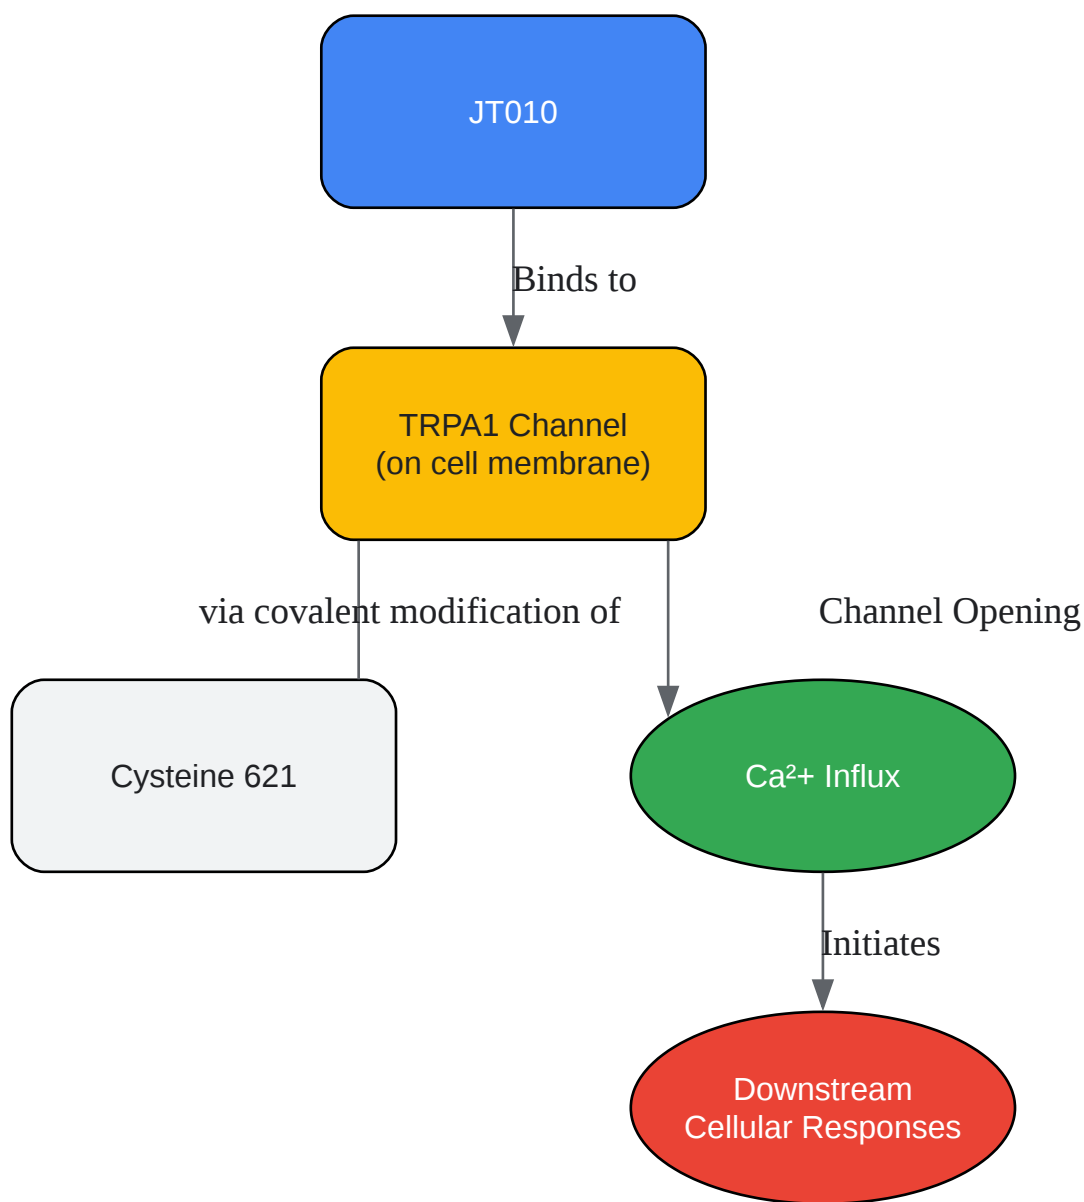 JT010
Binds to
TRPA1 Channel
(on cell membrane)
via covalent modification of
Channel Opening
Cysteine 621
Ca²+ Influx
Initiates
Downstream
Cellular Responses